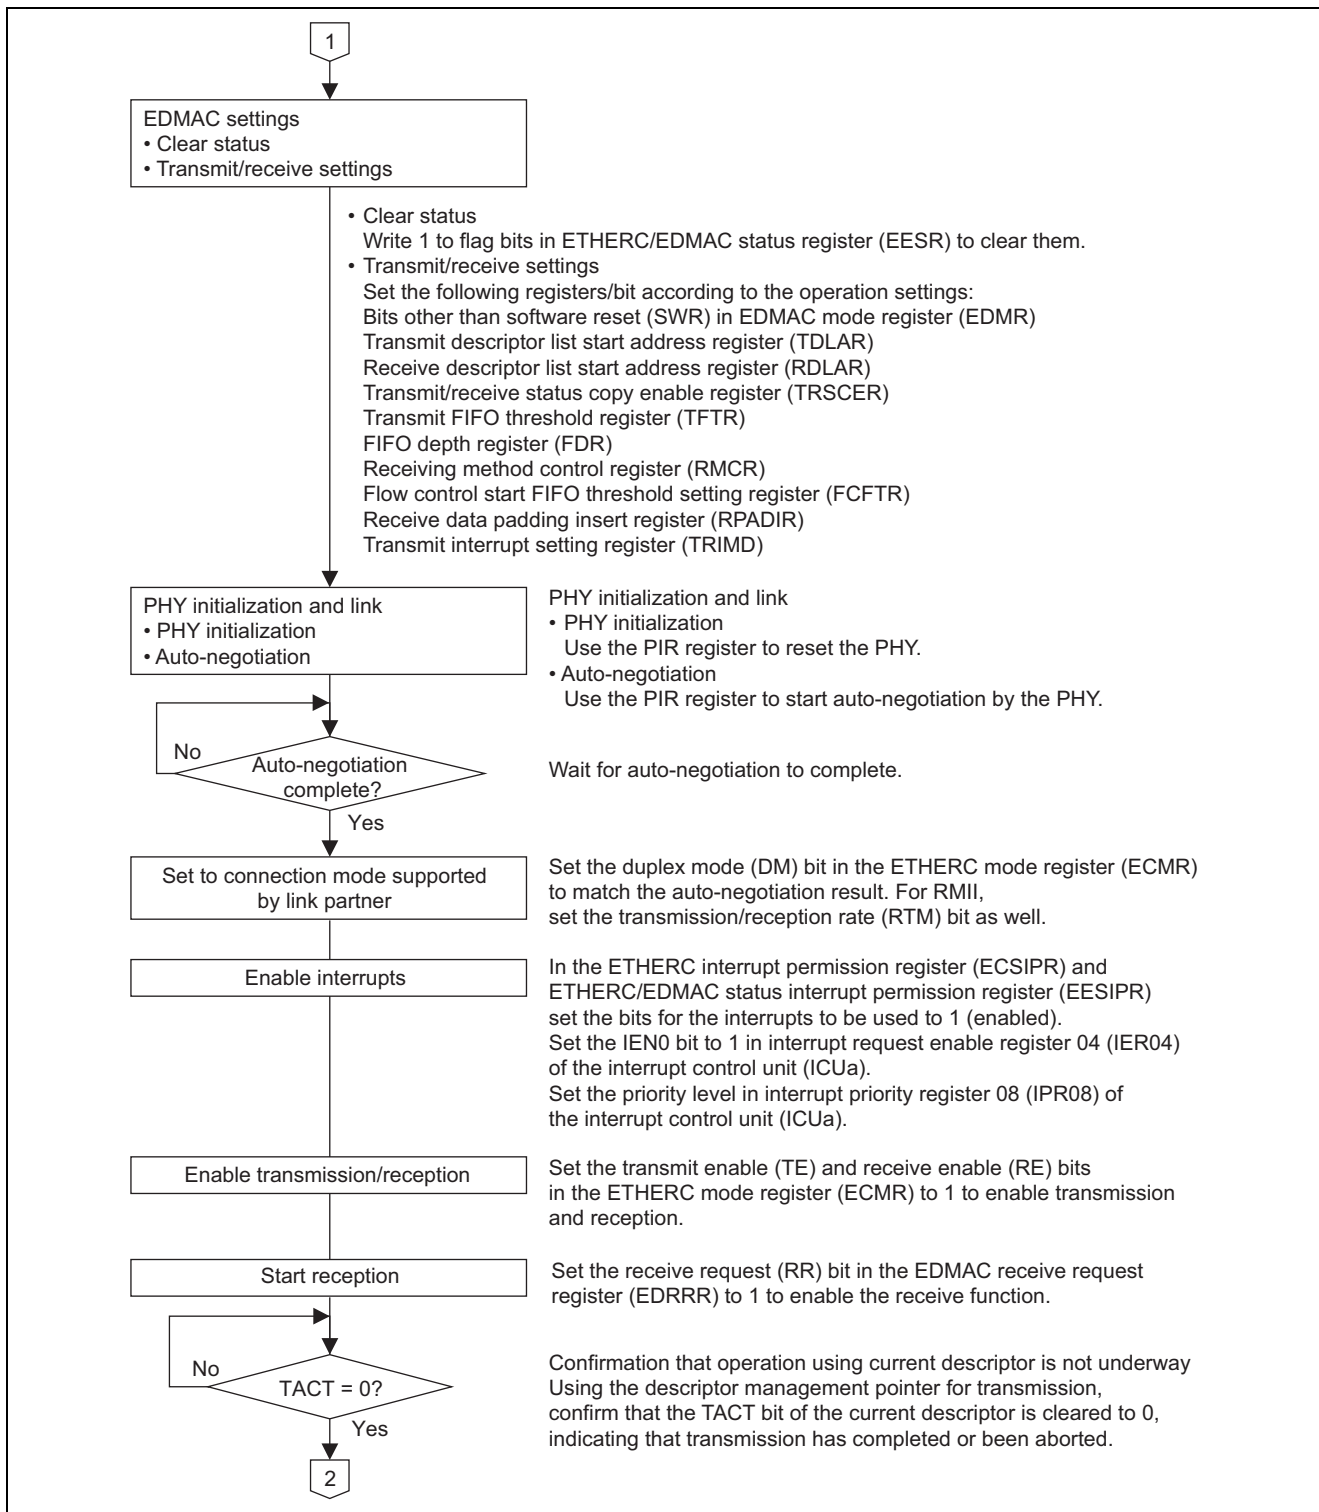 1
EDMAC settings
• Clear status
• Transmit/receive settings
• Clear status
Write 1 to flag bits in ETHERC/EDMAC status register (EESR) to clear them.
• Transmit/receive settings
Set the following registers/bit according to the operation settings:
Bits other than software reset (SWR) in EDMAC mode register (EDMR)
Transmit descriptor list start address register (TDLAR)
Receive descriptor list start address register (RDLAR)
Transmit/receive status copy enable register (TRSCER)
Transmit FIFO threshold register (TFTR)
FIFO depth register (FDR)
Receiving method control register (RMCR)
Flow control start FIFO threshold setting register (FCFTR)
Receive data padding insert register (RPADIR)
Transmit interrupt setting register (TRIMD)
PHY initialization and link
• PHY initialization
• Auto-negotiation
PHY initialization and link
• PHY initialization
Use the PIR register to reset the PHY.
• Auto-negotiation
Use the PIR register to start auto-negotiation by the PHY.
No
Auto-negotiation
complete?
Yes
Wait for auto-negotiation to complete.
Set to connection mode supported
by link partner
Set the duplex mode (DM) bit in the ETHERC mode register (ECMR)
to match the auto-negotiation result. For RMII,
set the transmission/reception rate (RTM) bit as well.
Enable interrupts
In the ETHERC interrupt permission register (ECSIPR) and
ETHERC/EDMAC status interrupt permission register (EESIPR)
set the bits for the interrupts to be used to 1 (enabled).
Set the IEN0 bit to 1 in interrupt request enable register 04 (IER04)
of the interrupt control unit (ICUa).
Set the priority level in interrupt priority register 08 (IPR08) of
the interrupt control unit (ICUa).
Enable transmission/reception
Set the transmit enable (TE) and receive enable (RE) bits
in the ETHERC mode register (ECMR) to 1 to enable transmission
and reception.
Start reception
Set the receive request (RR) bit in the EDMAC receive request
register (EDRRR) to 1 to enable the receive function.
No
TACT = 0?
Yes
Confirmation that operation using current descriptor is not underway
Using the descriptor management pointer for transmission,
confirm that the TACT bit of the current descriptor is cleared to 0,
indicating that transmission has completed or been aborted.
2